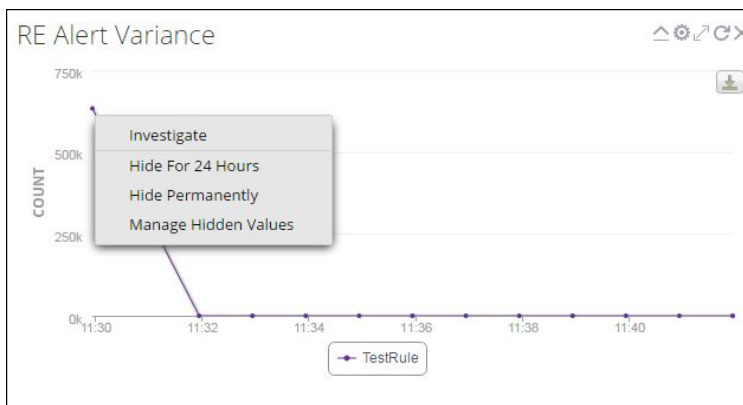 RE Alert Variance
750k
500k
250k
0k
COUNT
Investigate
Hide For 24 Hours
Hide Permanently
Manage Hidden Values
11:30 11:32 11:34 11:36 11:38 11:40
TestRule